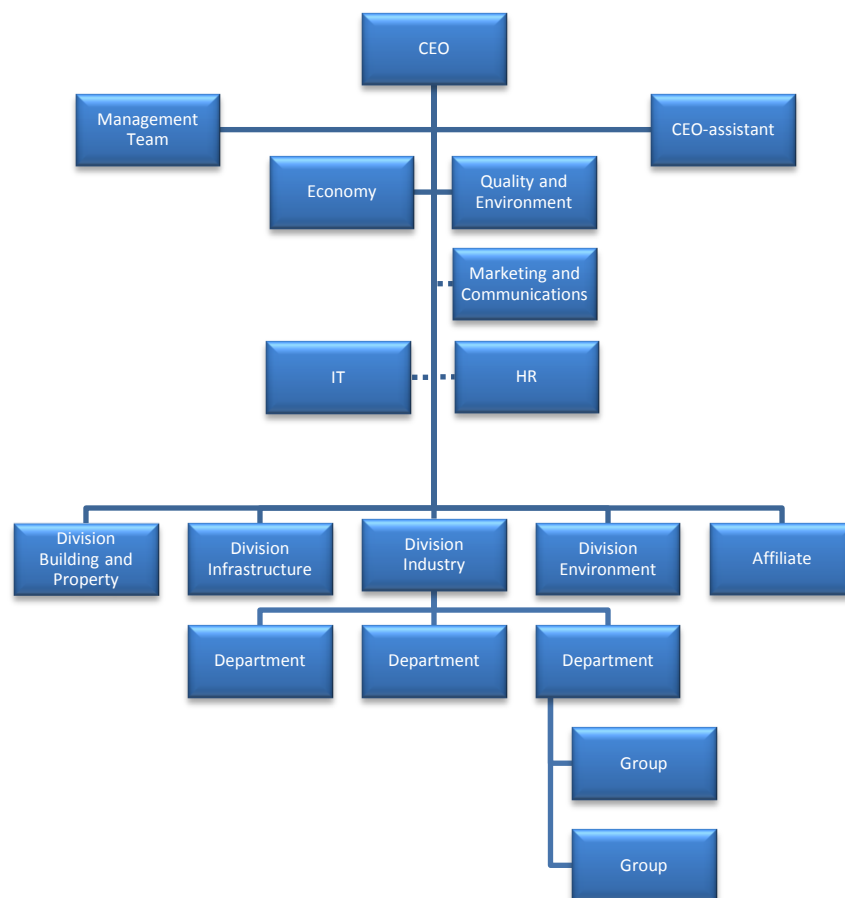 CEO
Management
Team
CEO-assistant
Economy
Quality and
Environment
Marketing and
Communications
IT
HR
Division
Building and
Property
Division
Infrastructure
Division
Industry
Division
Environment
Affiliate
Department
Department
Department
Group
Group